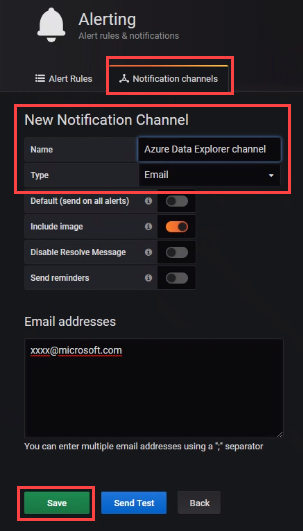 Alerting
Alert rules & notifications
Alert Rules
Notification channels
New Notification Channel
Name
Azure Data Explorer channel
Type
Email
Default (send on all alerts)
Include image
Disable Resolve Message
Send reminders
Email addresses
xxxx@microsoft.com
You can enter multiple email addresses using a ";" separator
Save
Send Test
Back